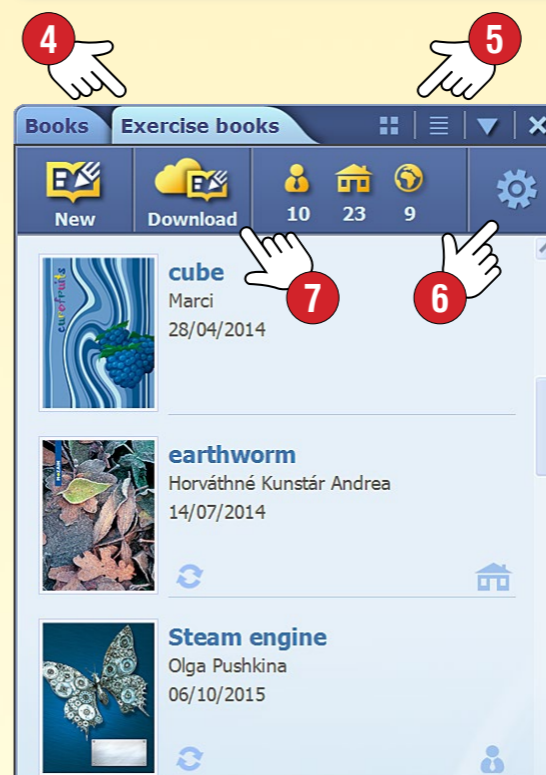 4
5
Books Exercise books
New
Download
10 23 9
7
6
cube
Marci
28/04/2014
eurofruits
earthworm
Horváthné Kunstár Andrea
14/07/2014
Steam engine
Olga Pushkina
06/10/2015